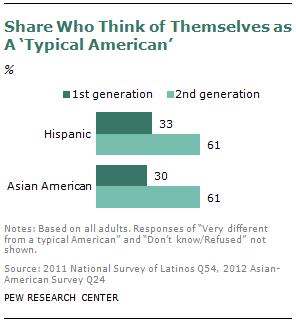 Share Who Think of Themselves as
A ‘Typical American’
%
1st generation 2nd generation
Hispanic 33
61
Asian American 30
61
Notes: Based on all adults. Responses of “Very different
from a typical American” and “Don’t know/Refused” not
shown.
Source: 2011 National Survey of Latinos Q54, 2012 Asian-
American Survey Q24
PEW RESEARCH CENTER